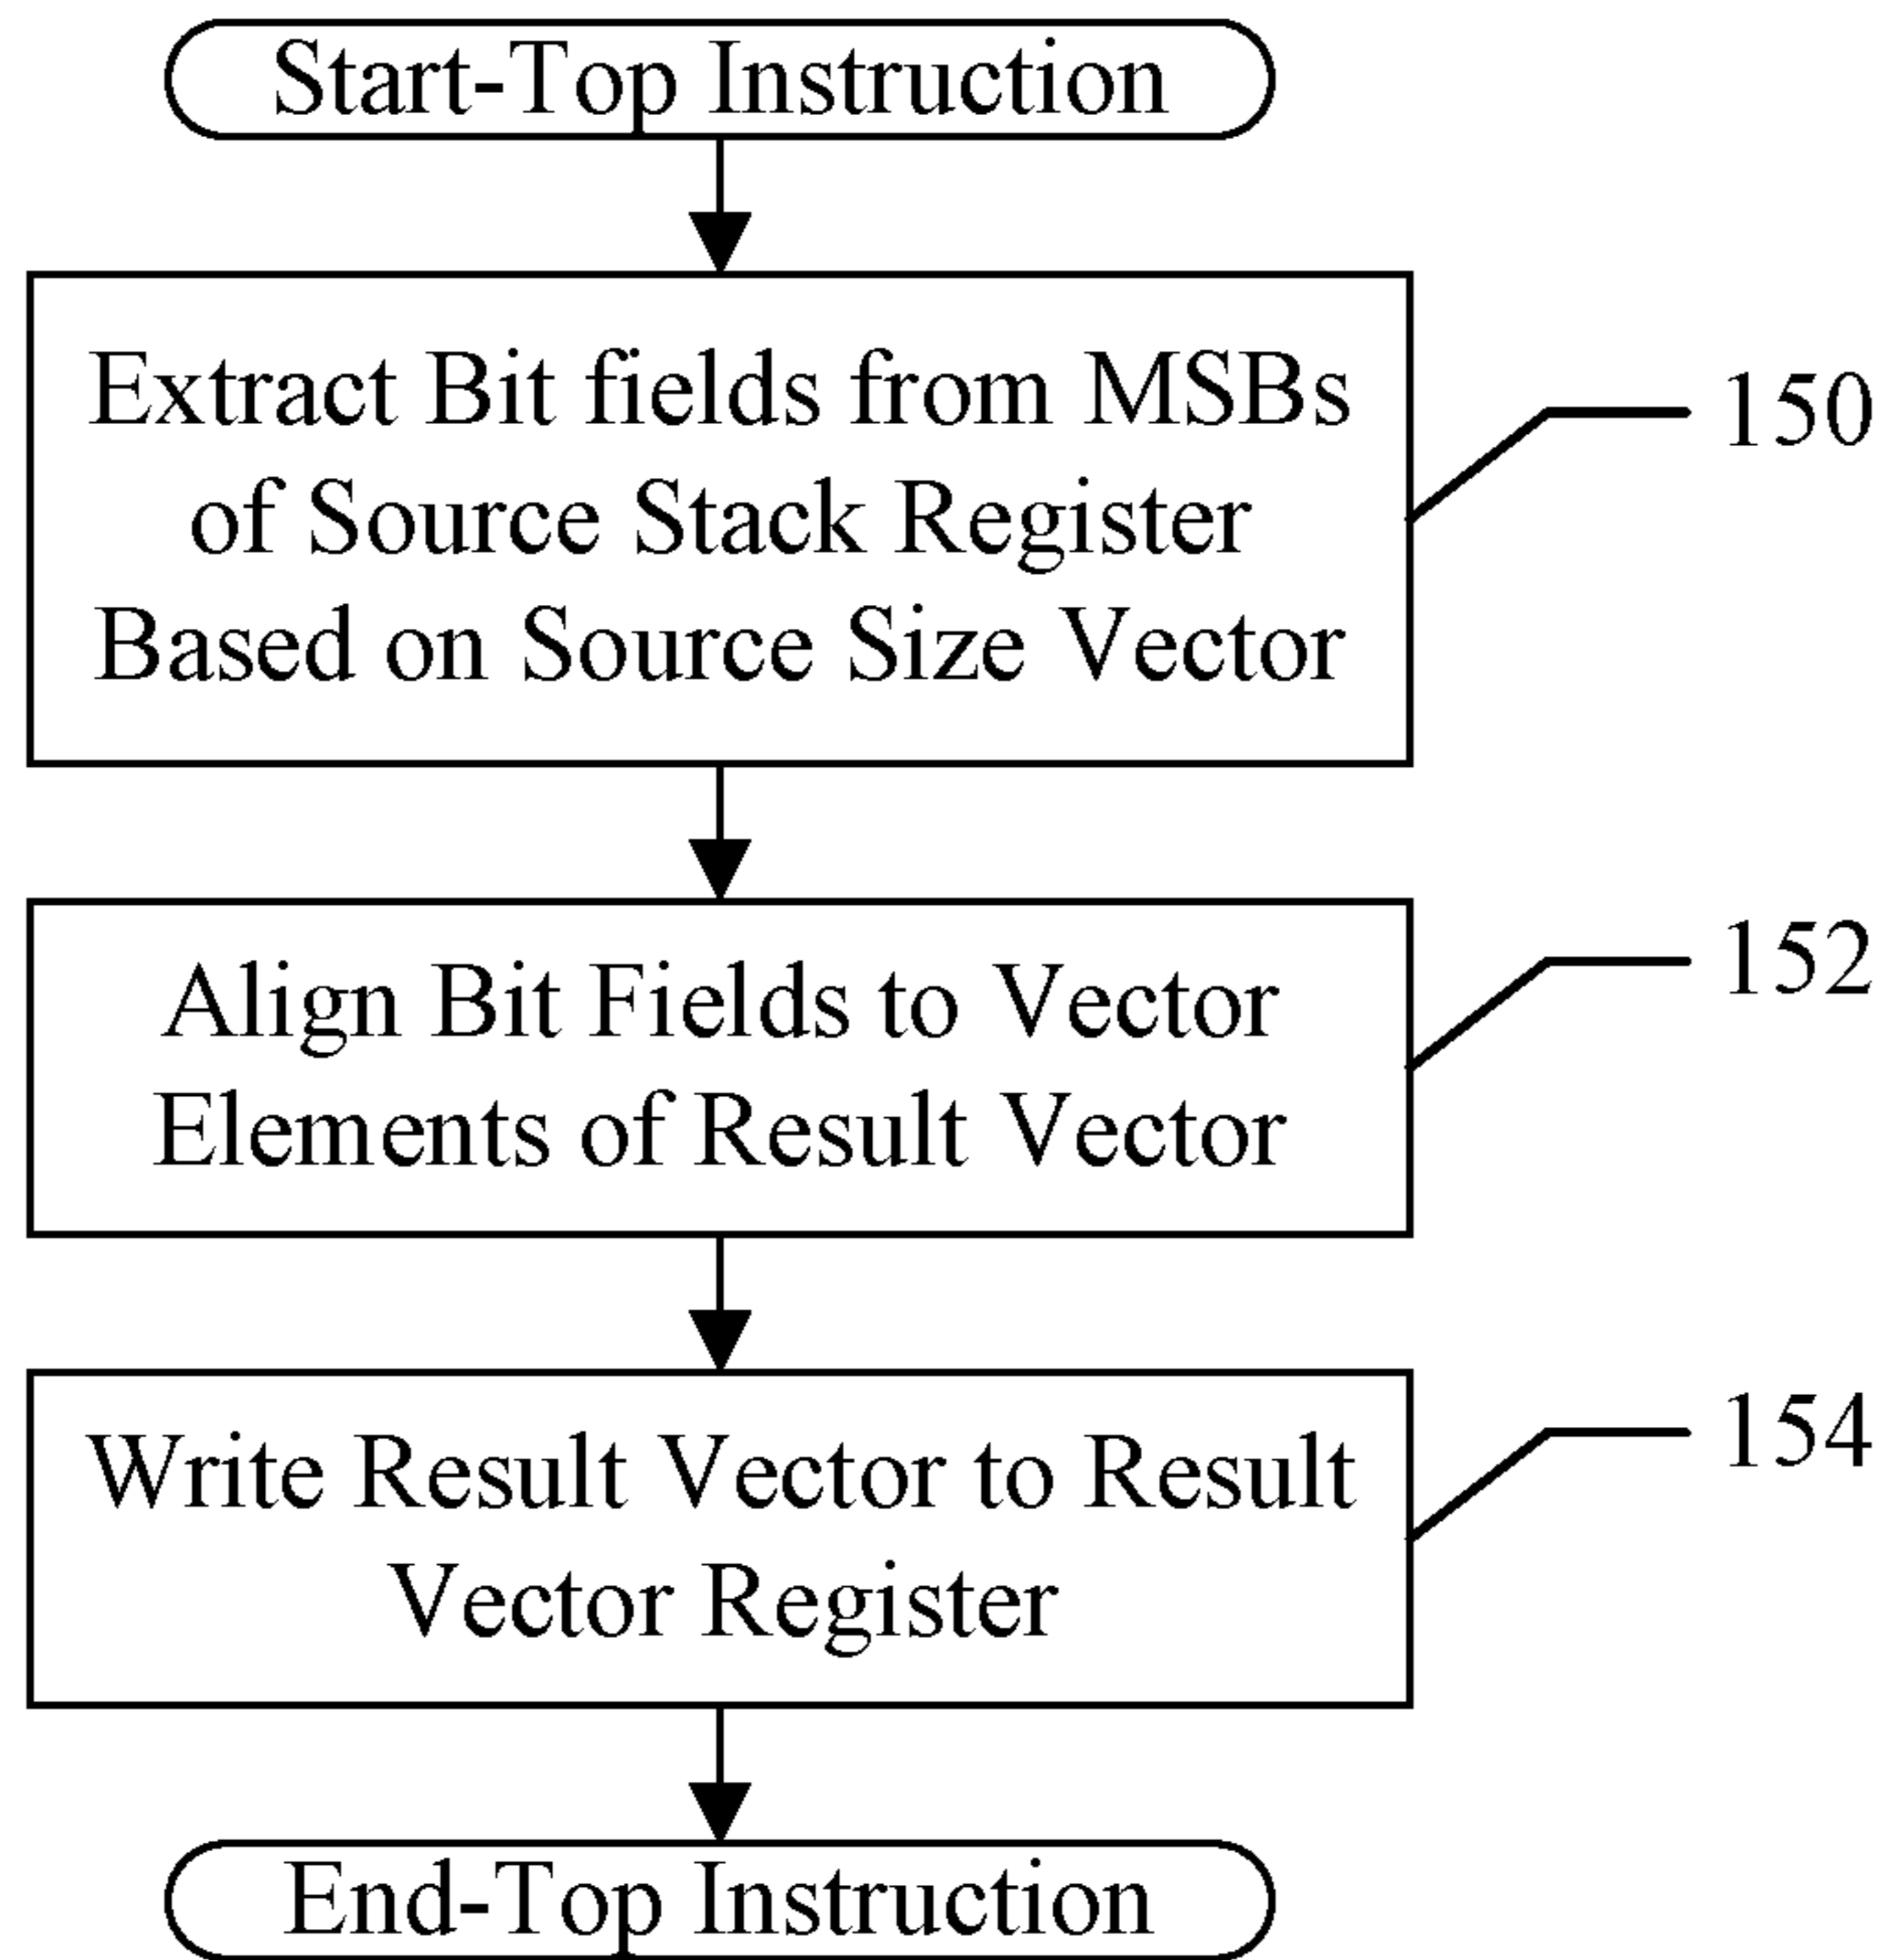 Start-Top Instruction
Extract Bit fields from MSBs
of Source Stack Register
Based on Source Size Vector
150
Align Bit Fields to Vector
Elements of Result Vector
152
Write Result Vector to Result
Vector Register
154
End-Top Instruction